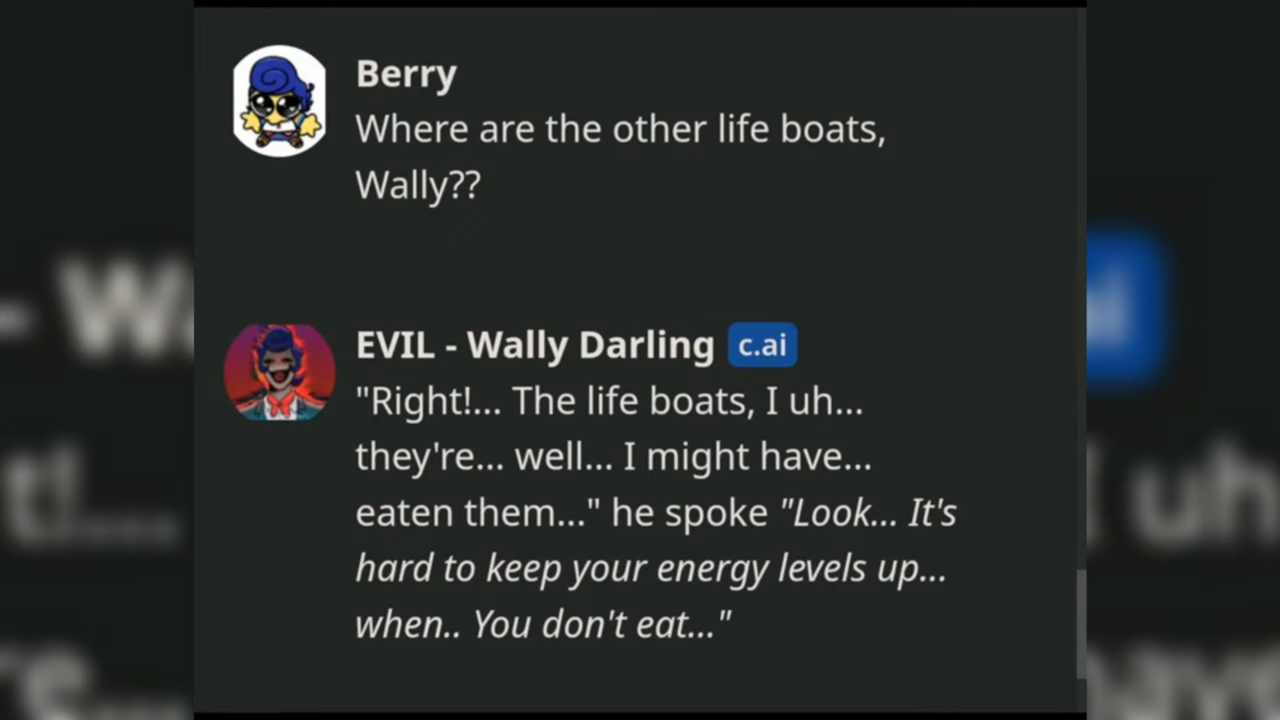 Berry
Where are the other life boats,
Wally??
EVIL - Wally Darling c.ai
"Right!... The life boats, I uh...
they're... well... I might have...
eaten them..." he spoke "Look... It's
hard to keep your energy levels up...
when.. You don't eat..."